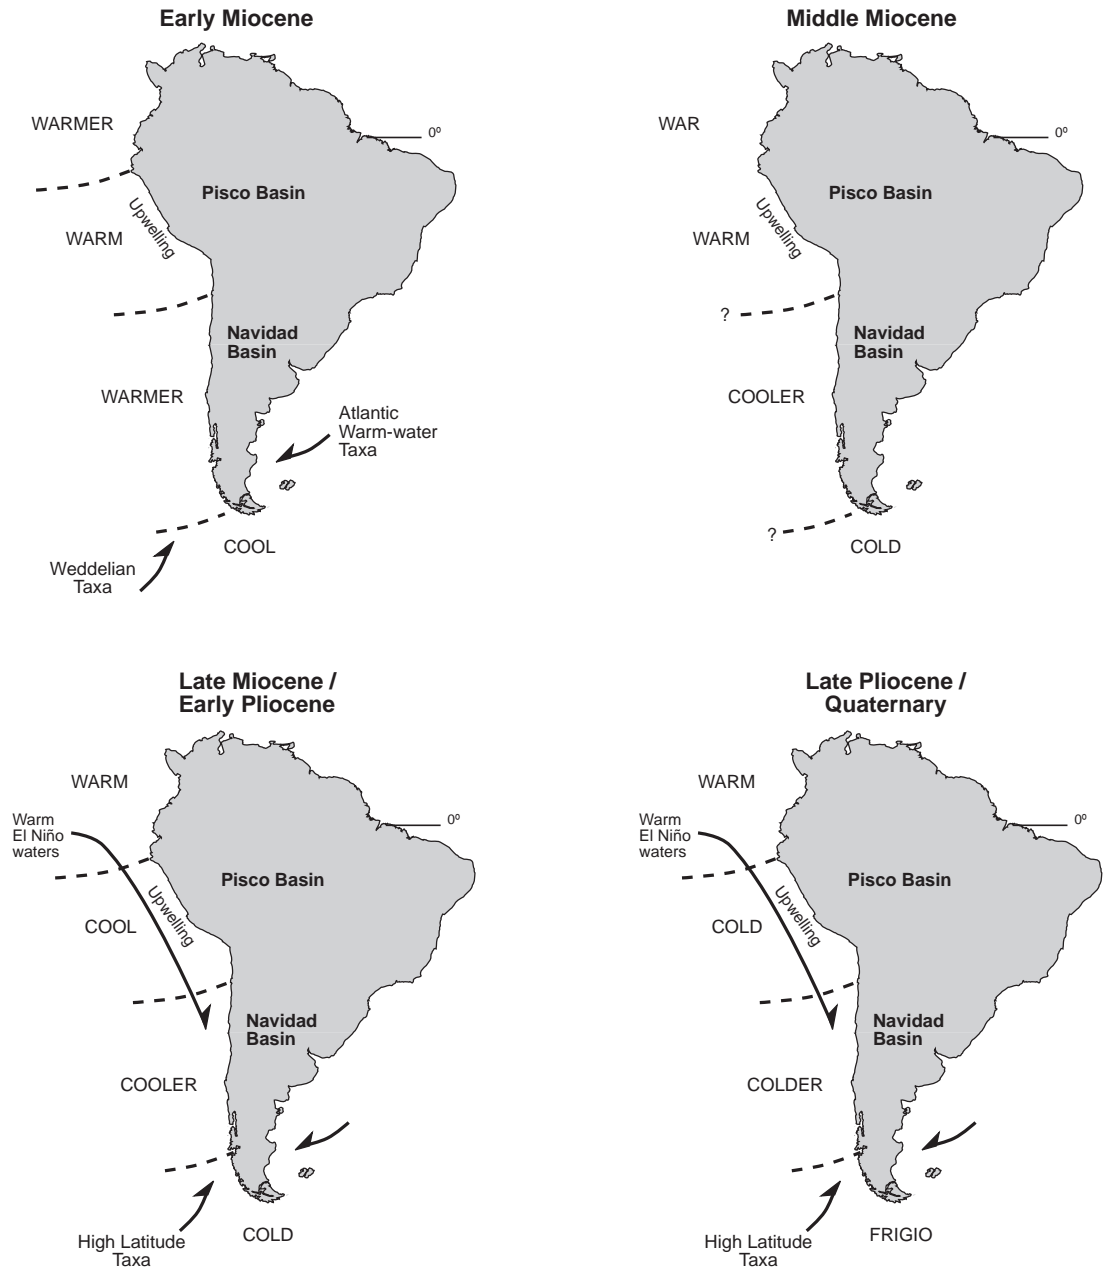 Early Miocene
WARMER
0º
Pisco Basin
Upwelling
WARM
Navidad
Basin
WARMER
Atlantic
Warm-water
Taxa
COOL
Weddelian
Taxa
Middle Miocene
WAR
0º
Pisco Basin
Upwelling
WARM
?
Navidad
Basin
COOLER
?
COLD
Late Miocene /
Early Pliocene
WARM
Warm
El Niño
waters
0º
Pisco Basin
Upwelling
COOL
Navidad
Basin
COOLER
COLD
High Latitude
Taxa
Late Pliocene /
Quaternary
WARM
Warm
El Niño
waters
0º
Pisco Basin
Upwelling
COLD
Navidad
Basin
COLDER
FRIGIO
High Latitude
Taxa